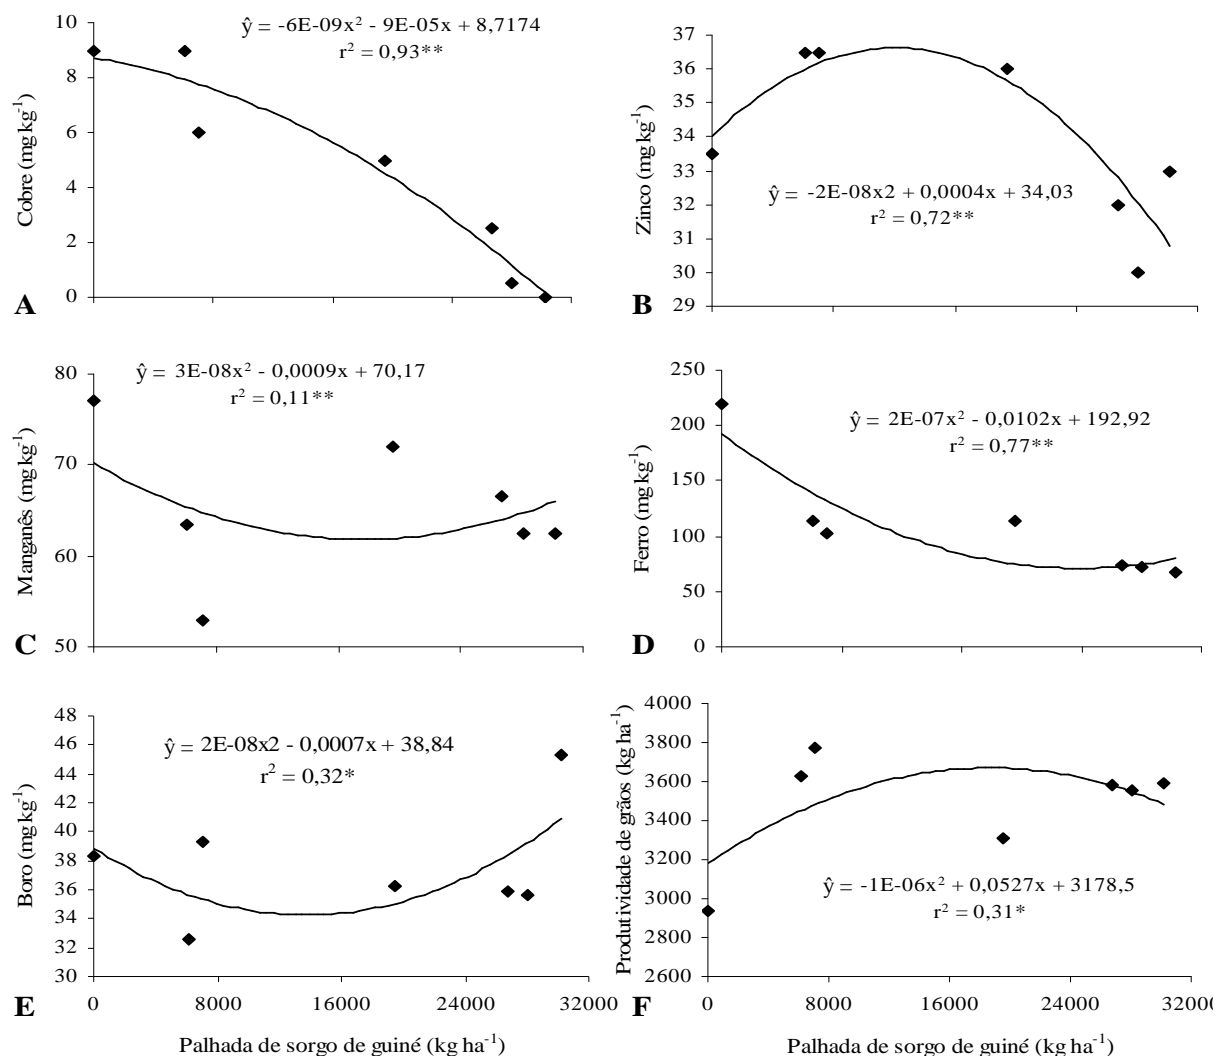 ŷ = -6E-09x² - 9E-05x + 8,7174
r² = 0,93**
Cobre (mg kg⁻¹)
10
8
6
4
2
0
A
ŷ = -2E-08x2 + 0,0004x + 34,03
r² = 0,72**
Zinco (mg kg⁻¹)
37
36
35
34
33
32
31
30
29
B
ŷ = 3E-08x² - 0,0009x + 70,17
r² = 0,11**
Manganês (mg kg⁻¹)
80
70
60
50
C
ŷ = 2E-07x² - 0,0102x + 192,92
r² = 0,77**
Ferro (mg kg⁻¹)
250
200
150
100
50
0
D
ŷ = 2E-08x2 - 0,0007x + 38,84
r² = 0,32*
Boro (mg kg⁻¹)
48
46
44
42
40
38
36
34
32
30
E
0 8000 16000 24000 32000
Palhada de sorgo de guiné (kg ha⁻¹)
ŷ = -1E-06x² + 0,0527x + 3178,5
r² = 0,31*
Produtividade de grãos (kg ha⁻¹)
4000
3800
3600
3400
3200
3000
2800
2600
F
0 8000 16000 24000 32000
Palhada de sorgo de guiné (kg ha⁻¹)